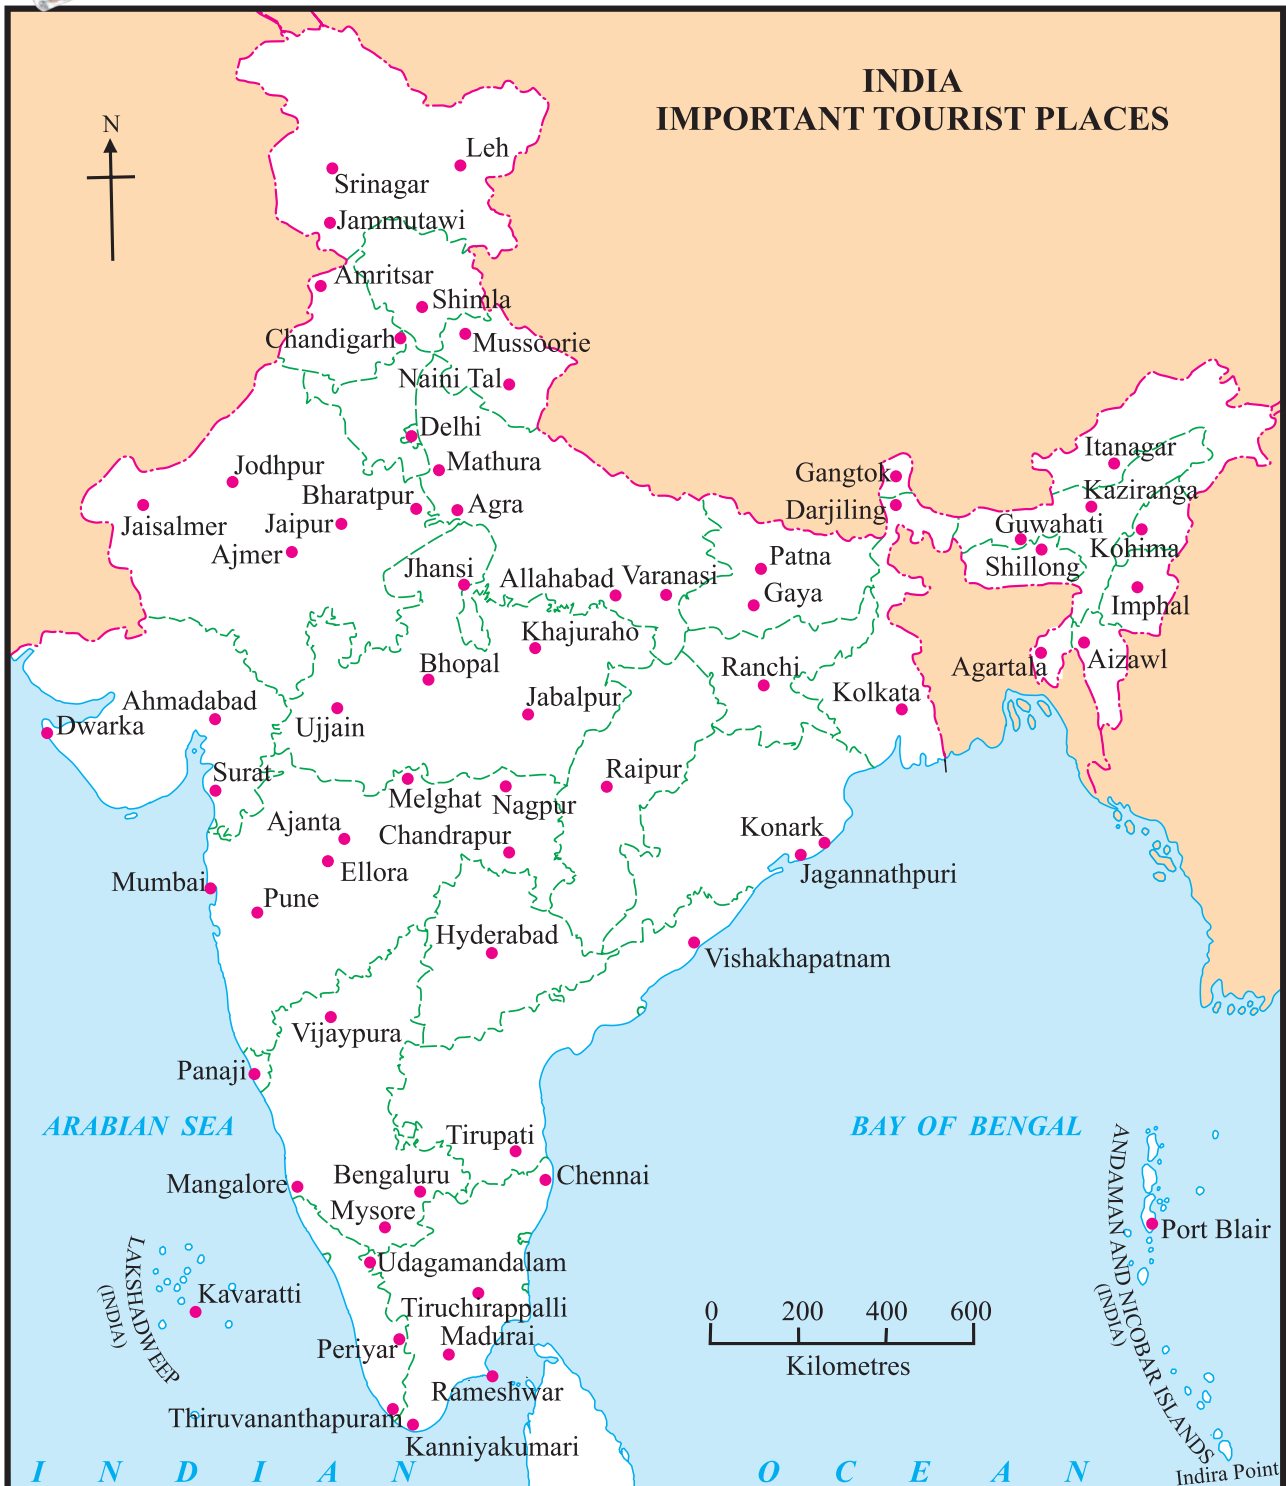 INDIA
IMPORTANT TOURIST PLACES
N
Leh
Srinagar
Jammutawi
Amritsar
Shimla
Chandigarh
Mussoorie
Naini Tal
Delhi
Mathura
Jodhpur
Bharatpur
Agra
Jaisalmer
Jaipur
Ajmer
Gangtok
Darjiling
Itanagar
Kaziranga
Guwahati
Kohima
Shillong
Imphal
Agartala
Aizawl
Jhansi
Allahabad
Varanasi
Patna
Gaya
Khajuraho
Bhopal
Ranchi
Kolkata
Ahmadabad
Dwarka
Ujjain
Jabalpur
Surat
Melghat
Nagpur
Raipur
Ajanta
Chandrapur
Ellora
Konark
Jagannathpuri
Mumbai
Pune
Hyderabad
Vishakhapatnam
Vijaypura
Panaji
ARABIAN SEA
BAY OF BENGAL
Tirupati
Bengaluru
Chennai
Mangalore
Mysore
Udagamandalam
Port Blair
ANDAMAN AND NICOBAR ISLANDS
(INDIA)
LAKSHADWEEP
(INDIA)
Kavaratti
Tiruchirappalli
Periyar
Madurai
Rameshwar
Thiruvananthapuram
Kanniyakumari
0 200 400 600
Kilometres
Indira Point
INDIAN OCEAN